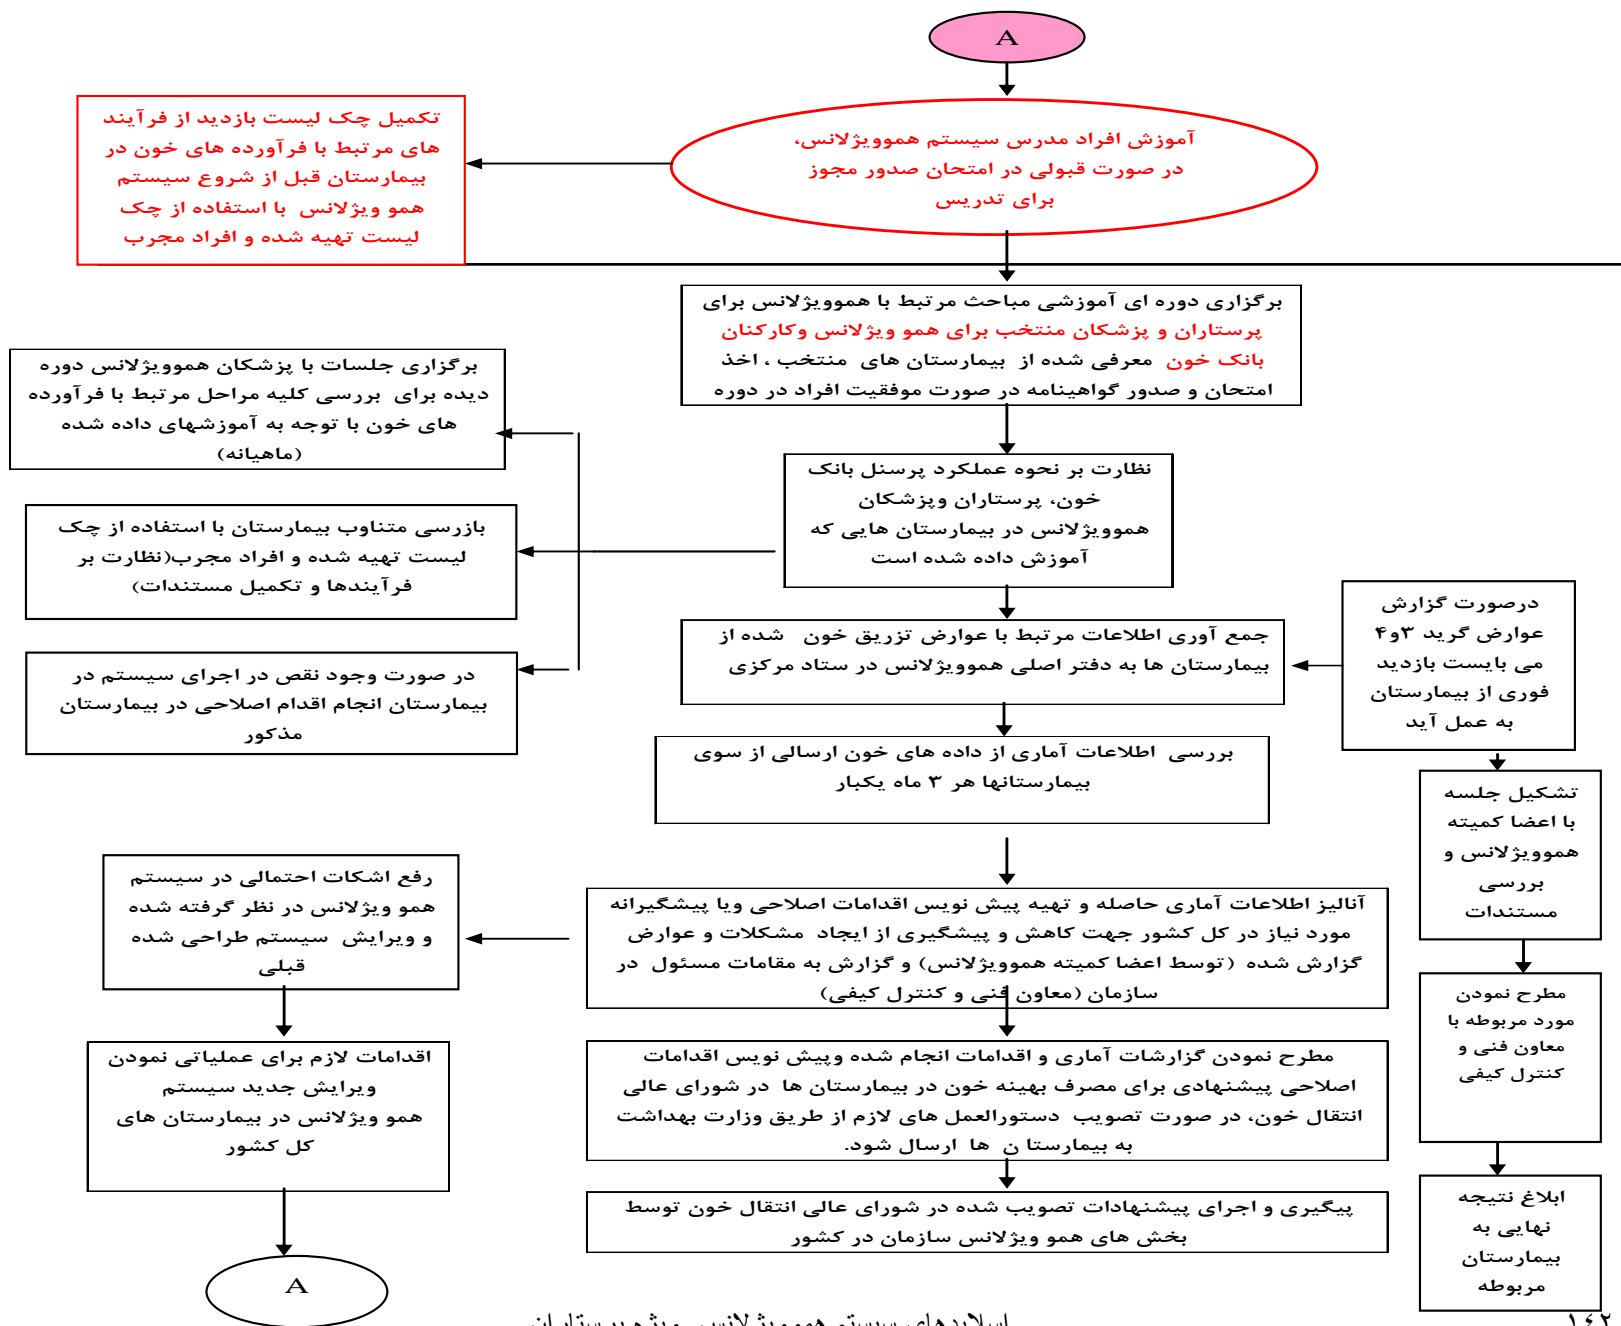 A
آموزش افراد مدرس سیستم هموویژلانس،
در صورت قبولی در امتحان صدور مجوز
برای تدریس
تکمیل چک لیست بازدید از فرآیند
های مرتبط با فرآورده های خون در
بیمارستان قبل از شروع سیستم
همو ویژلانس با استفاده از چک
لیست تهیه شده و افراد مجرب
برگزاری دوره ای آموزشی مباحث مرتبط با هموویژلانس برای
پرستاران و پزشکان منتخب برای همو ویژلانس وکارکنان
بانک خون معرفی شده از بیمارستان های منتخب ، اخذ
امتحان و صدور گواهینامه در صورت موفقیت افراد در دوره
برگزاری جلسات با پزشکان هموویژلانس دوره
دیده برای بررسی کلیه مراحل مرتبط با فرآورده
های خون با توجه به آموزشهای داده شده
(ماهیانه)
نظارت بر نحوه عملکرد پرسنل بانک
خون، پرستاران وپزشکان
هموویژلانس در بیمارستان هایی که
آموزش داده شده است
بازرسی متناوب بیمارستان با استفاده از چک
لیست تهیه شده و افراد مجرب(نظارت بر
فرآیندها و تکمیل مستندات)
درصورت گزارش
عوارض گرید ۳و۴
می بایست بازدید
فوری از بیمارستان
به عمل آید
جمع آوری اطلاعات مرتبط با عوارض تزریق خون شده از
بیمارستان ها به دفتر اصلی هموویژلانس در ستاد مرکزی
در صورت وجود نقص در اجرای سیستم در
بیمارستان انجام اقدام اصلاحی در بیمارستان
مذکور
بررسی اطلاعات آماری از داده های خون ارسالی از سوی
بیمارستانها هر ۳ ماه یکبار
تشکیل جلسه
با اعضا کمیته
هموویژلانس و
بررسی
مستندات
آنالیز اطلاعات آماری حاصله و تهیه پیش نویس اقدامات اصلاحی ویا پیشگیرانه
مورد نیاز در کل کشور جهت کاهش و پیشگیری از ایجاد مشکلات و عوارض
گزارش شده (توسط اعضا کمیته هموویژلانس) و گزارش به مقامات مسئول در
سازمان (معاون فنی و کنترل کیفی)
رفع اشکات احتمالی در سیستم
همو ویژلانس در نظر گرفته شده
و ویرایش سیستم طراحی شده
قبلی
مطرح نمودن
مورد مربوطه با
معاون فنی و
کنترل کیفی
مطرح نمودن گزارشات آماری و اقدامات انجام شده وپیش نویس اقدامات
اصلاحی پیشنهادی برای مصرف بهینه خون در بیمارستان ها در شورای عالی
انتقال خون، در صورت تصویب دستورالعمل های لازم از طریق وزارت بهداشت
به بیمارستا ن ها ارسال شود.
اقدامات لازم برای عملیاتی نمودن
ویرایش جدید سیستم
همو ویژلانس در بیمارستان های
کل کشور
ابلاغ نتیجه
نهایی به
بیمارستان
مربوطه
پیگیری و اجرای پیشنهادات تصویب شده در شورای عالی انتقال خون توسط
بخش های همو ویژلانس سازمان در کشور
A
اسلایدهای سیستم هموویژلانس ویژه پرستاران
١٤٢